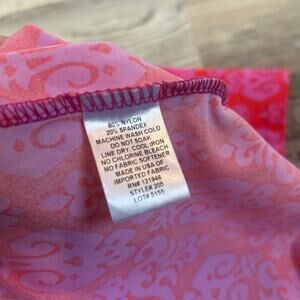 80% NYLON
20% SPANDEX
MACHINE WASH COLD
DO NOT SOAK
LINE DRY. COOL IRON
NO CHLORINE BLEACH
NO FABRIC SOFTENER
MADE IN USA OF
IMPORTED FABRIC
RN# 131946
STYLE# 205
LOT# 5155